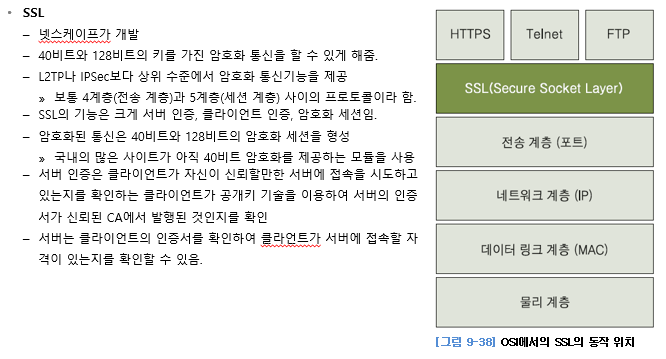 • SSL
– 넷스케이프가 개발
– 40비트와 128비트의 키를 가진 암호화 통신을 할 수 있게 해줌.
– L2TP나 IPSec보다 상위 수준에서 암호화 통신기능을 제공
» 보통 4계층(전송 계층)과 5계층(세션 계층) 사이의 프로토콜이라 함.
– SSL의 기능은 크게 서버 인증, 클라이언트 인증, 암호화 세션임.
– 암호화된 통신은 40비트와 128비트의 암호화 세션을 형성
» 국내의 많은 사이트가 아직 40비트 암호화를 제공하는 모듈을 사용
– 서버 인증은 클라이언트가 자신이 신뢰할만한 서버에 접속을 시도하고
있는지를 확인하는 클라이언트가 공개키 기술을 이용하여 서버의 인증
서가 신뢰된 CA에서 발행된 것인지를 확인
– 서버는 클라이언트의 인증서를 확인하여 클라언트가 서버에 접속할 자
격이 있는지를 확인할 수 있음.
HTTPS Telnet FTP
SSL(Secure Socket Layer)
전송 계층 (포트)
네트워크 계층 (IP)
데이터 링크 계층 (MAC)
물리 계층
[그림 9-38] OSI에서의 SSL의 동작 위치